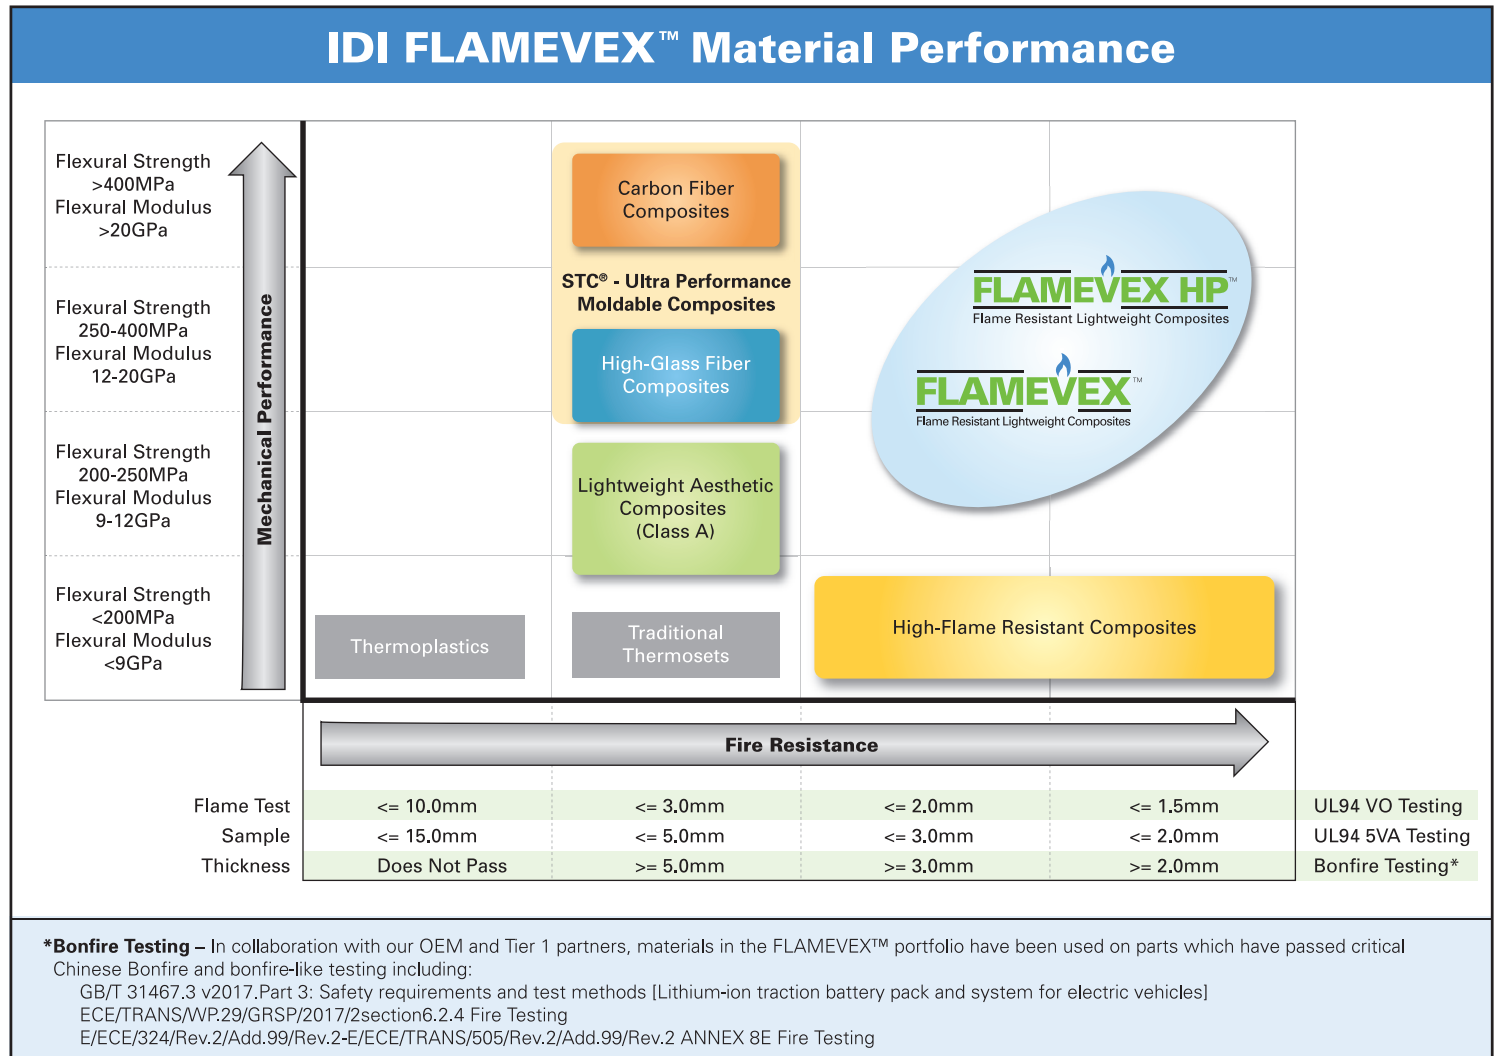 IDI FLAMEVEX™ Material Performance
Flexural Strength
>400MPa
Flexural Modulus
>20GPa
Flexural Strength
250-400MPa
Flexural Modulus
12-20GPa
Flexural Strength
200-250MPa
Flexural Modulus
9-12GPa
Flexural Strength
<200MPa
Flexural Modulus
<9GPa
Mechanical Performance
Carbon Fiber
Composites
STC® - Ultra Performance
Moldable Composites
High-Glass Fiber
Composites
Lightweight Aesthetic
Composites
(Class A)
FLAMEVEX HP™
Flame Resistant Lightweight Composites
FLAMEVEX™
Flame Resistant Lightweight Composites
Thermoplastics
Traditional
Thermosets
High-Flame Resistant Composites
Fire Resistance
Flame Test <= 10.0mm <= 3.0mm <= 2.0mm <= 1.5mm UL94 VO Testing
Sample <= 15.0mm <= 5.0mm <= 3.0mm <= 2.0mm UL94 5VA Testing
Thickness Does Not Pass >= 5.0mm >= 3.0mm >= 2.0mm Bonfire Testing*
*Bonfire Testing – In collaboration with our OEM and Tier 1 partners, materials in the FLAMEVEX™ portfolio have been used on parts which have passed critical
Chinese Bonfire and bonfire-like testing including:
GB/T 31467.3 v2017.Part 3: Safety requirements and test methods [Lithium-ion traction battery pack and system for electric vehicles]
ECE/TRANS/WP.29/GRSP/2017/2section6.2.4 Fire Testing
E/ECE/324/Rev.2/Add.99/Rev.2-E/ECE/TRANS/505/Rev.2/Add.99/Rev.2 ANNEX 8E Fire Testing